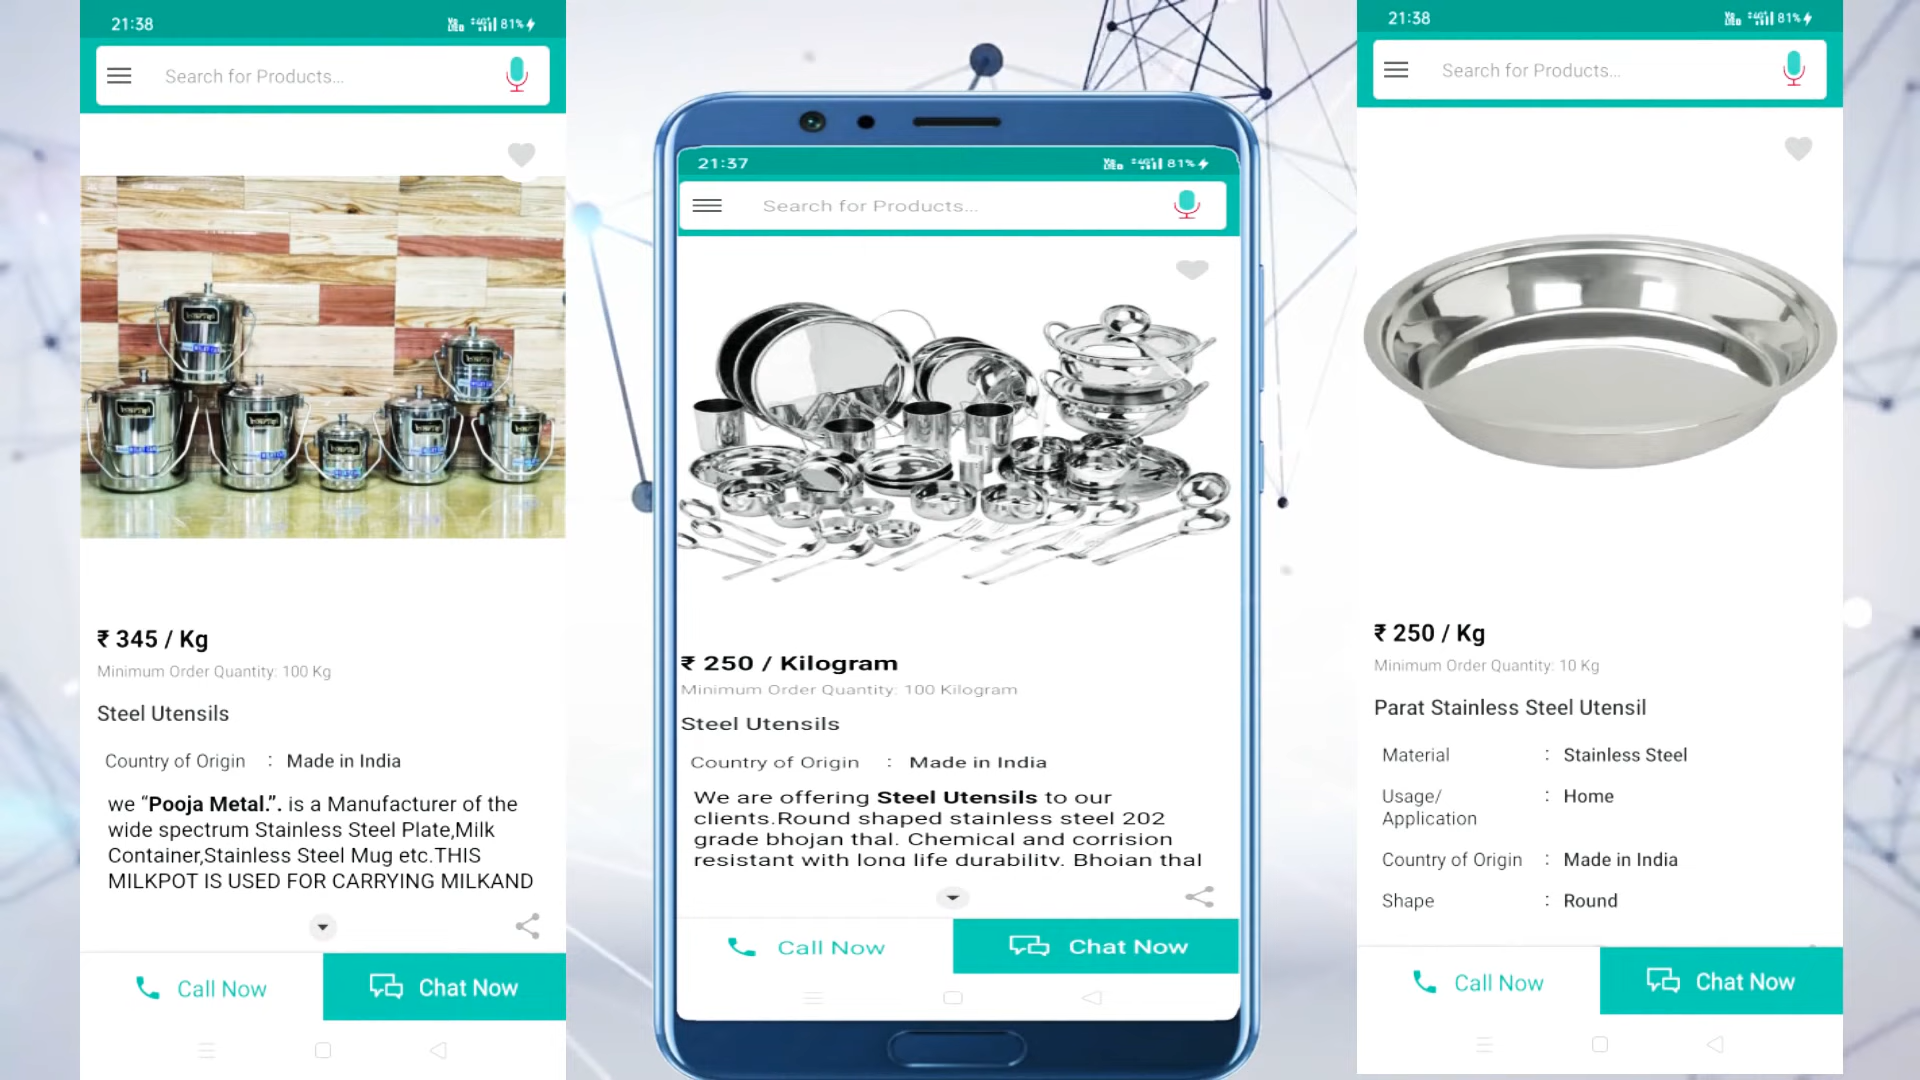 21:38
81%
Search for Products...
₹ 345 / Kg
Minimum Order Quantity: 100 Kg
Steel Utensils
Country of Origin : Made in India
we “Pooja Metal.”. is a Manufacturer of the
wide spectrum Stainless Steel Plate,Milk
Container,Stainless Steel Mug etc.THIS
MILKPOT IS USED FOR CARRYING MILKAND
Call Now
Chat Now
21:37
81%
Search for Products...
₹ 250 / Kilogram
Minimum Order Quantity: 100 Kilogram
Steel Utensils
Country of Origin : Made in India
We are offering Steel Utensils to our
clients.Round shaped stainless steel 202
grade bhojan thal. Chemical and corrision
resistant with long life durability. Bhojan thal
Call Now
Chat Now
21:38
81%
Search for Products...
₹ 250 / Kg
Minimum Order Quantity: 10 Kg
Parat Stainless Steel Utensil
Material : Stainless Steel
Usage/ : Home
Application
Country of Origin : Made in India
Shape : Round
Call Now
Chat Now